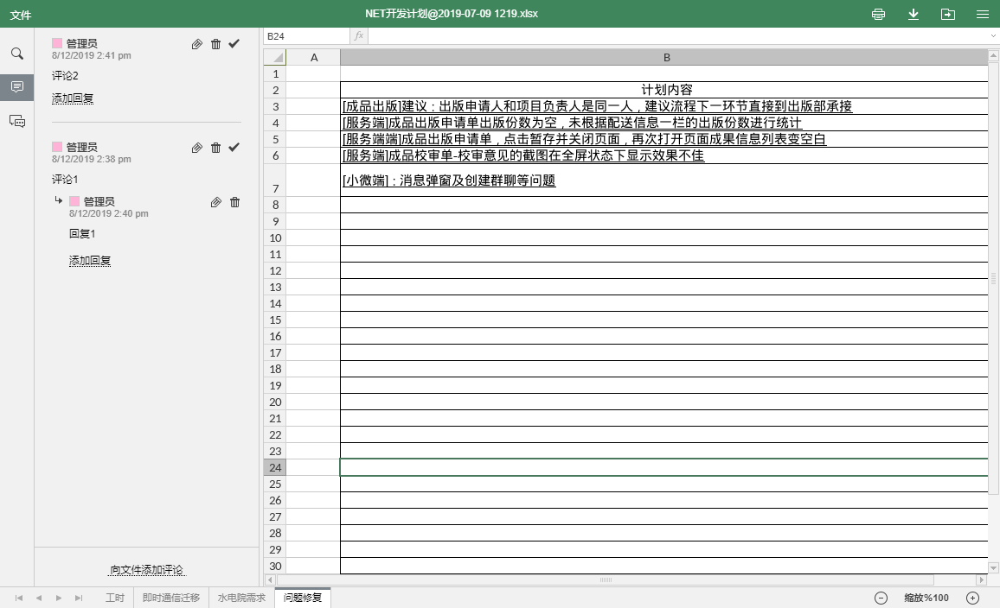 文件
NET开发计划@2019-07-09 1219.xlsx
管理员
8/12/2019 2:41 pm
评论2
添加回复
管理员
8/12/2019 2:38 pm
评论1
管理员
8/12/2019 2:40 pm
回复1
添加回复
向文件添加评论
B24
fx
A B
1
2 计划内容
3 [成品出版]建议：出版申请人和项目负责人是同一人，建议流程下一环节直接到出版部承接
4 [服务端]成品出版申请单出版份数为空，未根据配送信息一栏的出版份数进行统计
5 [服务端端]成品出版申请单，点击暂存并关闭页面，再次打开页面成果信息列表变空白
6 [服务端]成品校审单-校审意见的截图在全屏状态下显示效果不佳
7 [小微端]：消息弹窗及创建群聊等问题
8
9
10
11
12
13
14
15
16
17
18
19
20
21
22
23
24
25
26
27
28
29
30
工时 即时通信迁移 水电院需求 问题修复
缩放%100